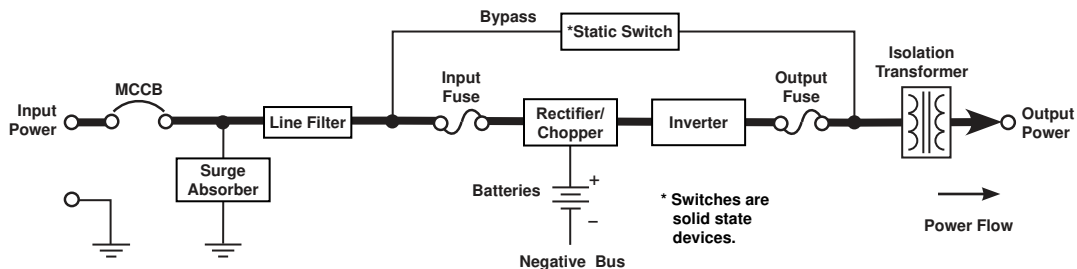 Bypass
*Static Switch
Isolation
Transformer
MCCB
Input
Fuse
Output
Fuse
Input
Power
Line Filter
Rectifier/
Chopper
Inverter
Output
Power
Surge
Absorber
Batteries
+
−
* Switches are
solid state
devices.
Power Flow
Negative Bus